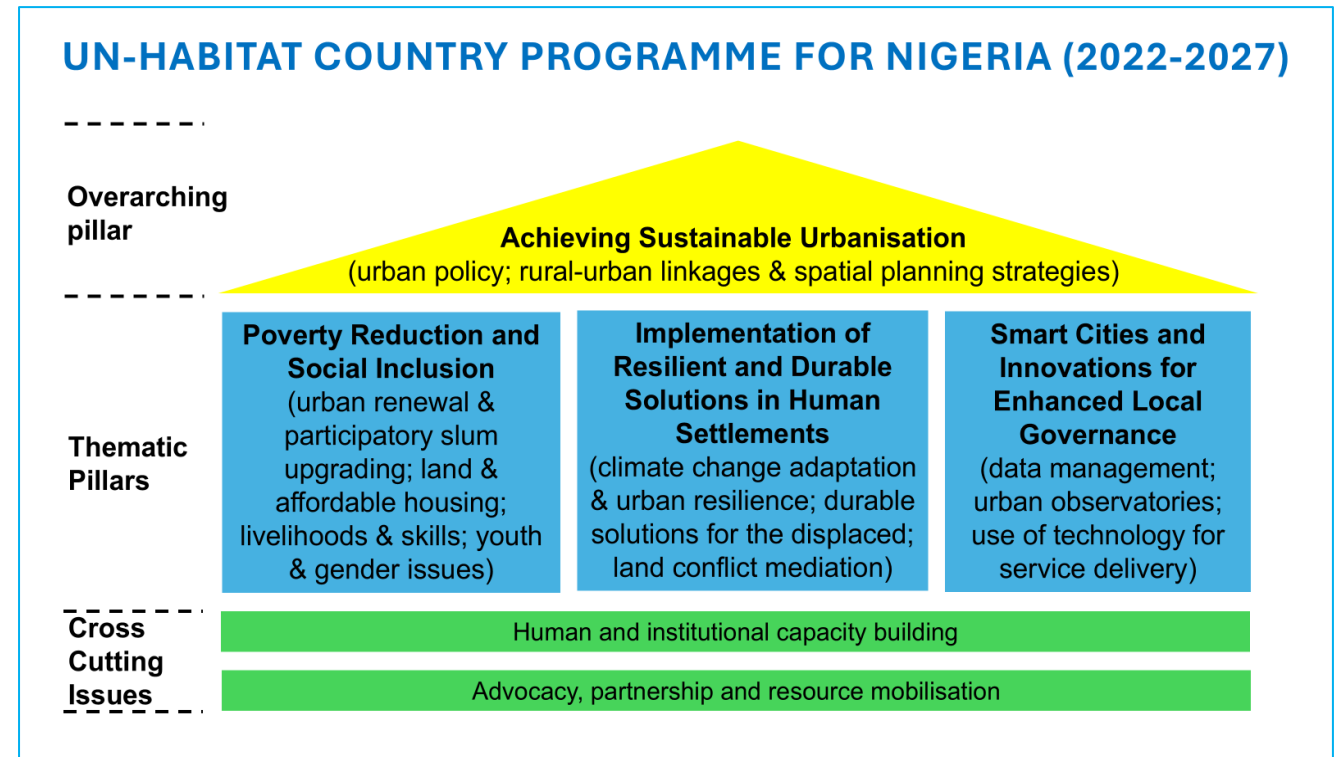 UN-HABITAT COUNTRY PROGRAMME FOR NIGERIA (2022-2027)
Overarching
pillar
Achieving Sustainable Urbanisation
(urban policy; rural-urban linkages & spatial planning strategies)
Thematic
Pillars
Poverty Reduction and
Social Inclusion
(urban renewal &
participatory slum
upgrading; land &
affordable housing;
livelihoods & skills; youth
& gender issues)
Implementation of
Resilient and Durable
Solutions in Human
Settlements
(climate change adaptation
& urban resilience; durable
solutions for the displaced;
land conflict mediation)
Smart Cities and
Innovations for
Enhanced Local
Governance
(data management;
urban observatories;
use of technology for
service delivery)
Cross
Cutting
Issues
Human and institutional capacity building
Advocacy, partnership and resource mobilisation